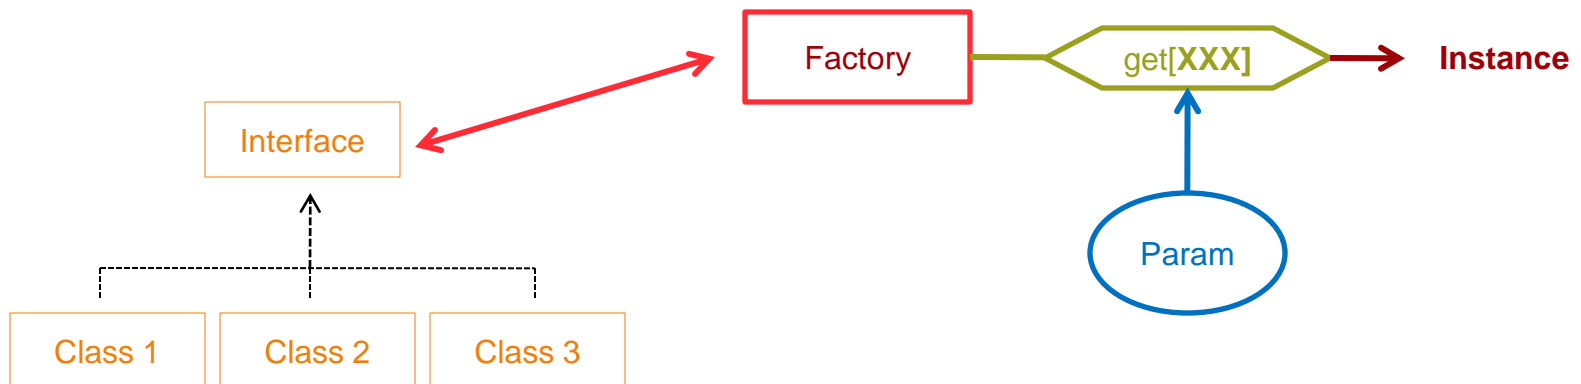 Factory
get[XXX]
Instance
Interface
Param
Class 1
Class 2
Class 3